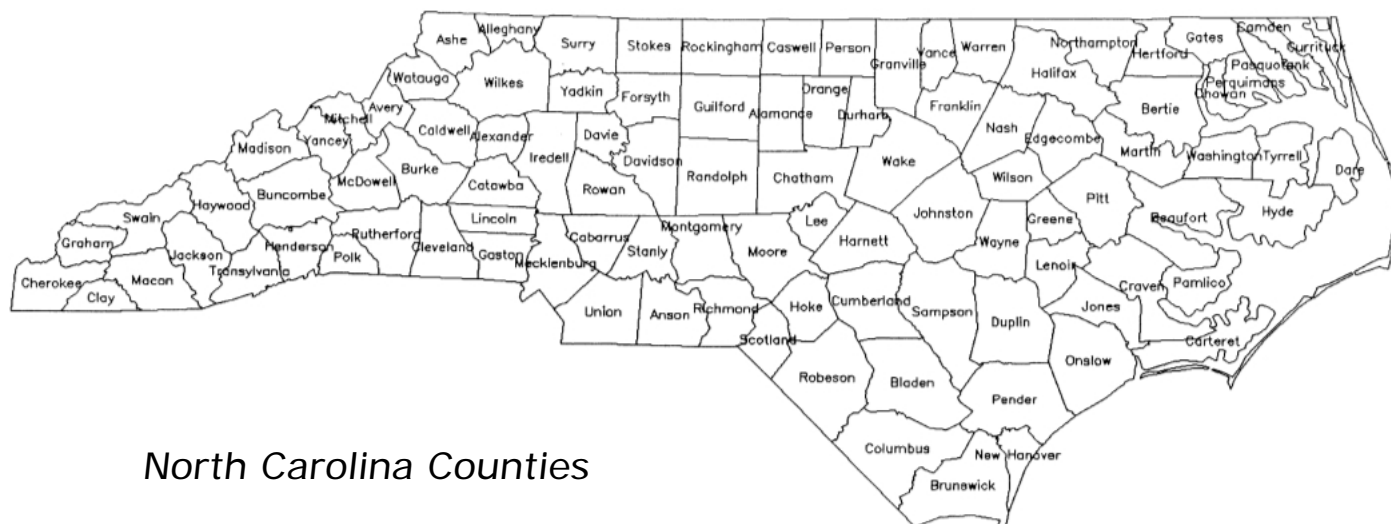 Ashe
Alleghany
Surry
Stokes
Rockingham
Caswell
Person
Granville
Vance
Warren
Northampton
Gates
Camden
Currituck
Hertford
Halifax
Pasquotank
Perquimans
Chowan
Watauga
Wilkes
Yadkin
Forsyth
Guilford
Alamance
Orange
Durham
Franklin
Nash
Edgecombe
Bertie
Martin
Washington
Tyrrell
Dare
Mitchell
Avery
Caldwell
Alexander
Iredell
Davie
Davidson
Randolph
Chatham
Wake
Wilson
Madison
Yancey
Burke
McDowell
Buncombe
Catawba
Rowan
Johnston
Greene
Pitt
Beaufort
Hyde
Haywood
Swain
Lincoln
Graham
Jackson
Henderson
Rutherford
Polk
Cleveland
Gaston
Mecklenburg
Cabarrus
Stanly
Montgomery
Moore
Lee
Harnett
Wayne
Lenoir
Craven
Pamlico
Cherokee
Clay
Macon
Transylvania
Union
Anson
Richmond
Scotland
Hoke
Cumberland
Sampson
Duplin
Jones
Carteret
Onslow
Robeson
Bladen
Pender
Columbus
New Hanover
Brunswick
North Carolina Counties